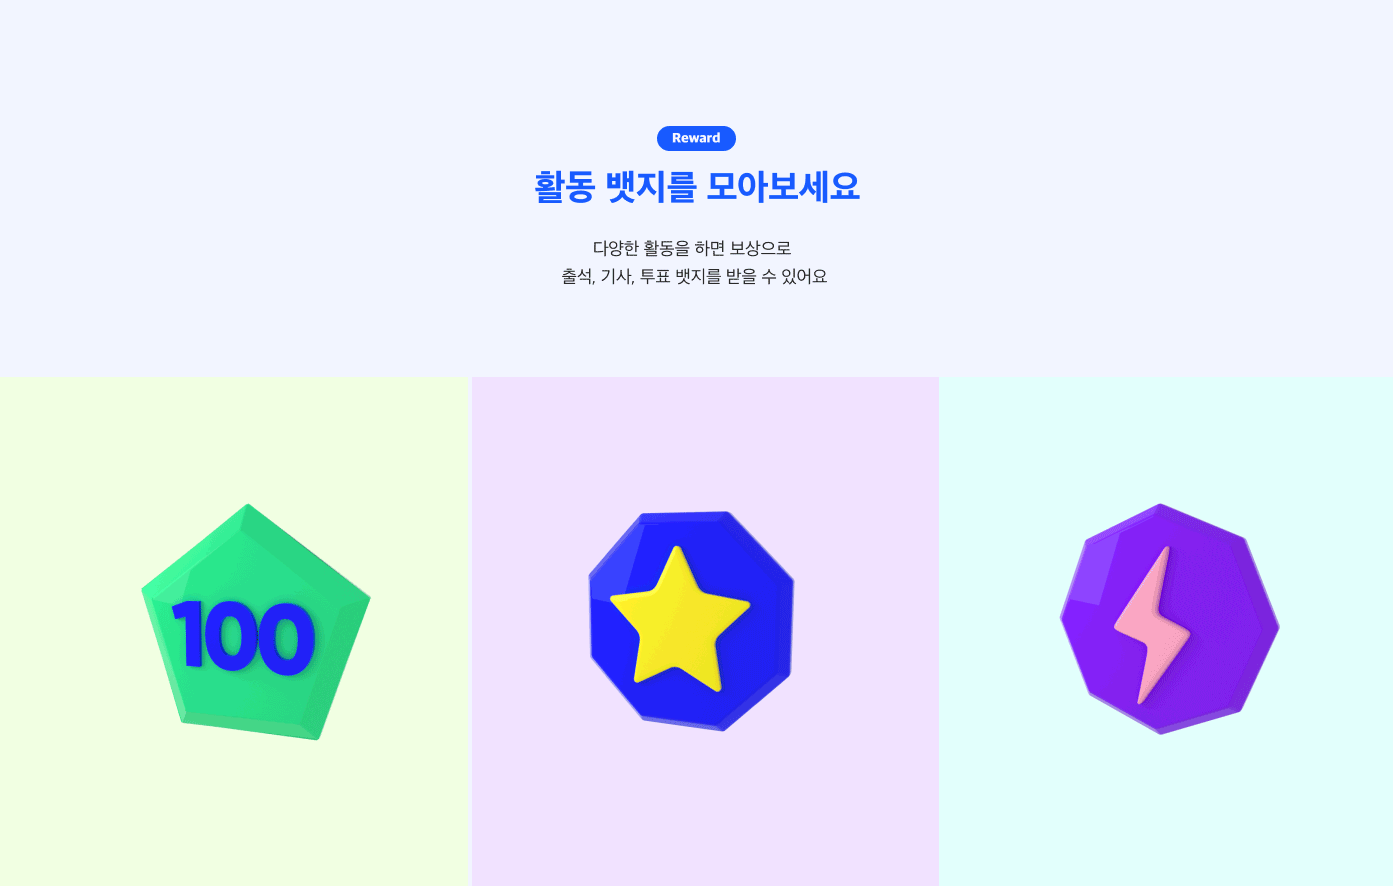 Reward
활동 뱃지를 모아보세요
다양한 활동을 하면 보상으로
출석, 기사, 투표 뱃지를 받을 수 있어요
100